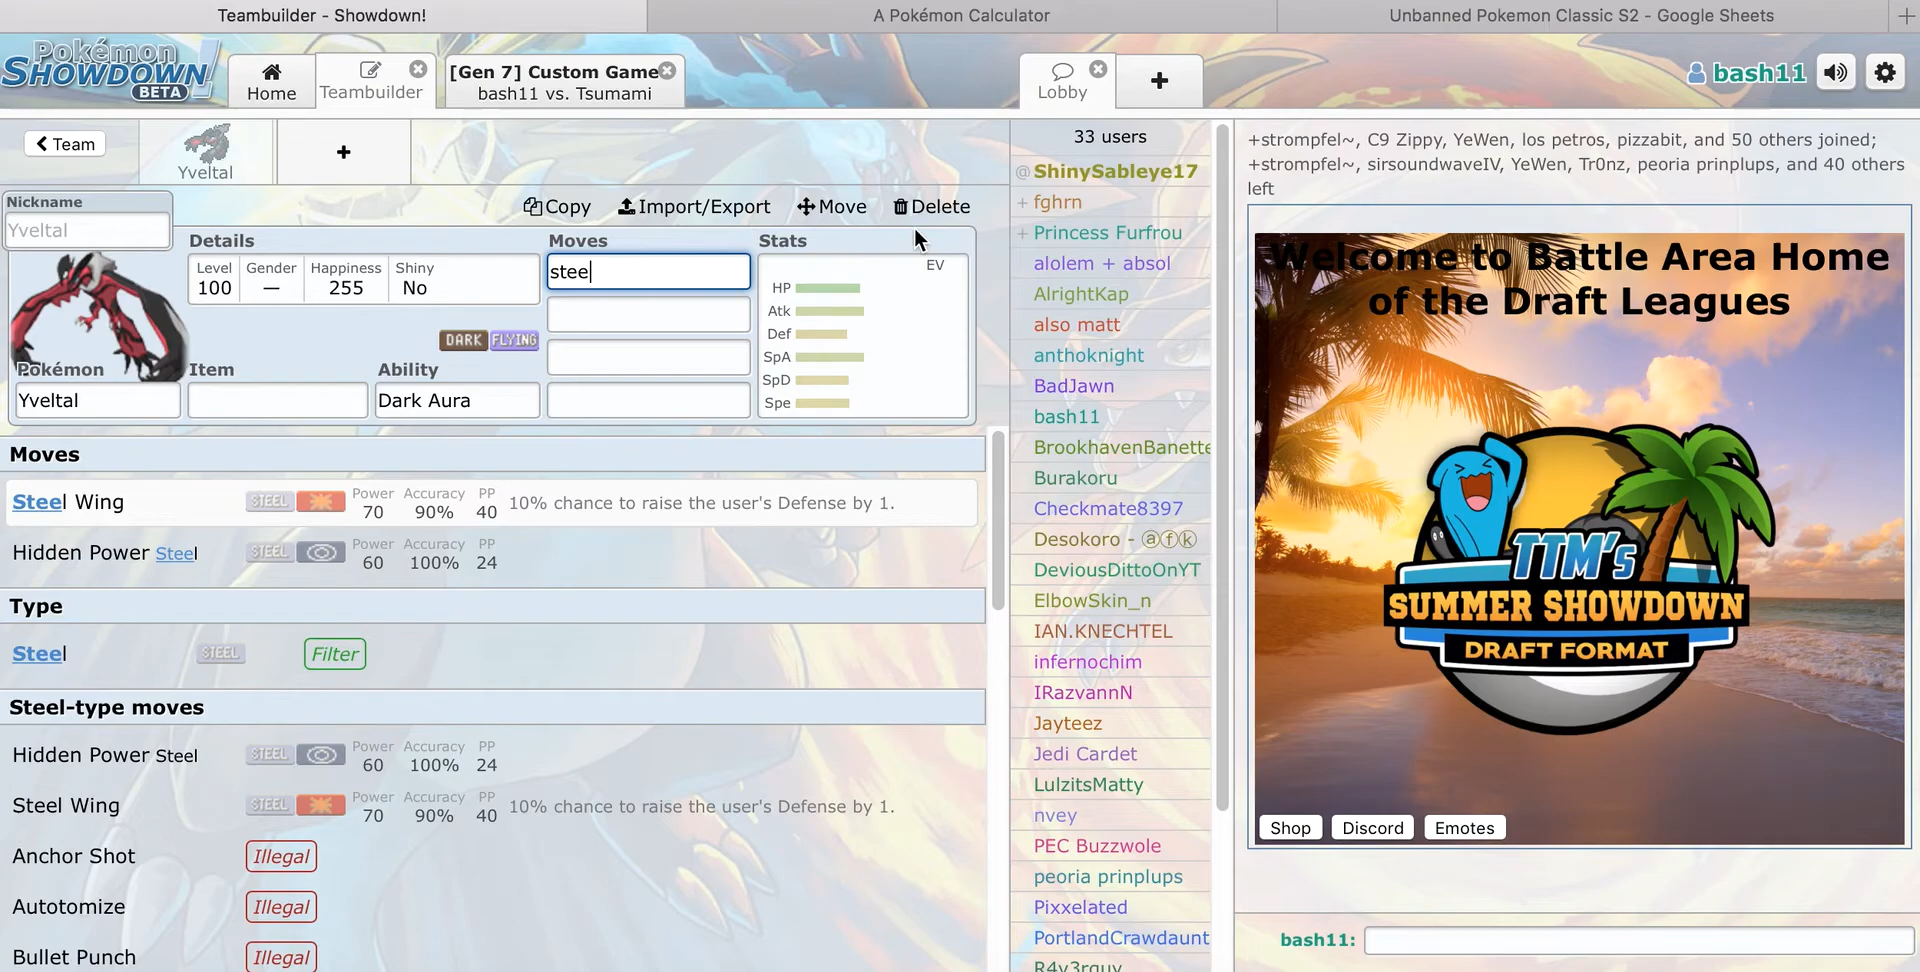 Teambuilder - Showdown!
A Pokémon Calculator
Unbanned Pokemon Classic S2 - Google Sheets
Pokémon
SHOWDOWN!
BETA
Home
Teambuilder
[Gen 7] Custom Game
bash11 vs. Tsumami
Lobby
bash11
Team
Yveltal
Nickname
Yveltal
Copy
Import/Export
Move
Delete
Details
Level
100
Gender
—
Happiness
255
Shiny
No
DARK
FLYING
Pokémon
Yveltal
Item
Ability
Dark Aura
Moves
stee
Stats
EV
HP
Atk
Def
SpA
SpD
Spe
Moves
Steel Wing STEEL Power 70 Accuracy 90% PP 40 10% chance to raise the user's Defense by 1.
Hidden Power Steel STEEL Power 60 Accuracy 100% PP 24
Type
Steel STEEL Filter
Steel-type moves
Hidden Power Steel STEEL Power 60 Accuracy 100% PP 24
Steel Wing STEEL Power 70 Accuracy 90% PP 40 10% chance to raise the user's Defense by 1.
Anchor Shot Illegal
Autotomize Illegal
Bullet Punch Illegal
33 users
@ShinySableye17
+ fghrn
+ Princess Furfrou
alolem + absol
AlrightKap
also matt
anthoknight
BadJawn
bash11
BrookhavenBanette
Burakoru
Checkmate8397
Desokoro - ⓐⓕⓚ
DeviousDittoOnYT
ElbowSkin_n
IAN.KNECHTEL
infernochim
IRazvannN
Jayteez
Jedi Cardet
LulzitsMatty
nvey
PEC Buzzwole
peoria prinplups
Pixxelated
PortlandCrawdaunt
R4y3rguy
+strompfel~, C9 Zippy, YeWen, los petros, pizzabit, and 50 others joined;
+strompfel~, sirsoundwaveIV, YeWen, Tr0nz, peoria prinplups, and 40 others
left
Welcome to Battle Area Home
of the Draft Leagues
TTM's
SUMMER SHOWDOWN
DRAFT FORMAT
Shop
Discord
Emotes
bash11: